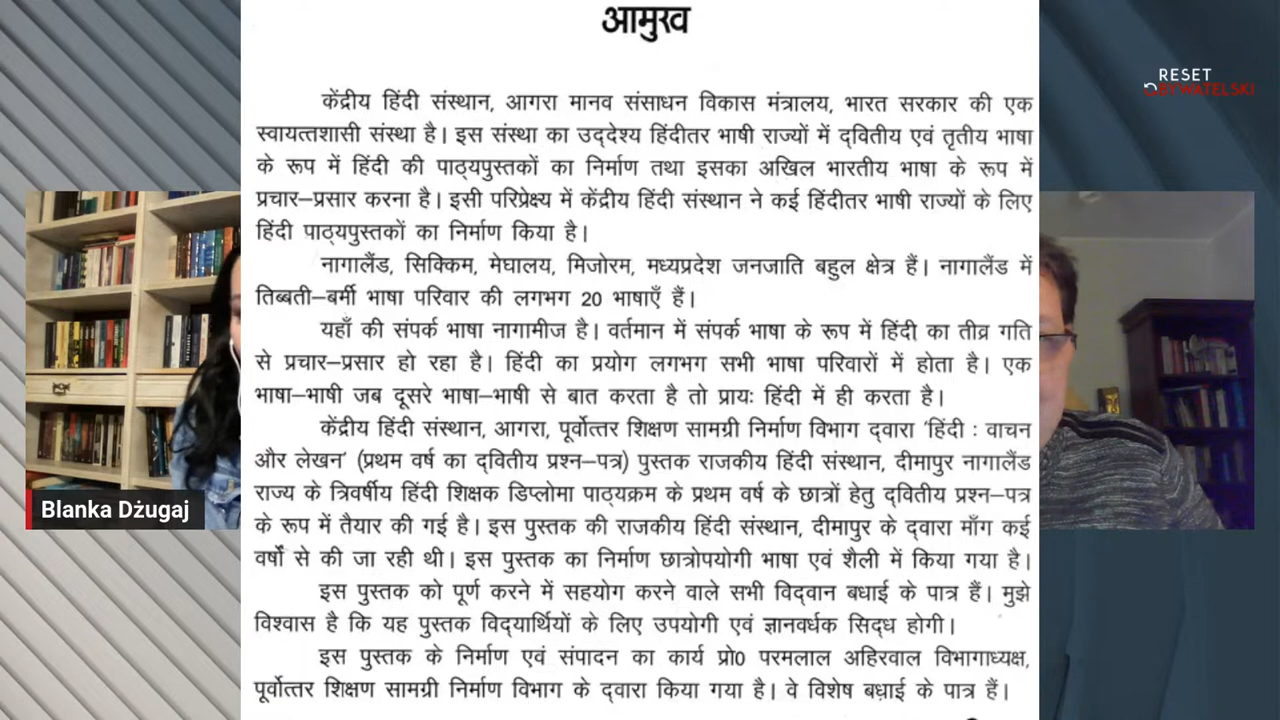 आमुख
RESET
OBYWATELSKI
केंद्रीय हिंदी संस्थान, आगरा मानव संसाधन विकास मंत्रालय, भारत सरकार की एक
स्वायत्तशासी संस्था है। इस संस्था का उद्देश्य हिंदीतर भाषी राज्यों में द्वितीय एवं तृतीय भाषा
के रूप में हिंदी की पाठ्यपुस्तकों का निर्माण तथा इसका अखिल भारतीय भाषा के रूप में
प्रचार–प्रसार करना है। इसी परिप्रेक्ष्य में केंद्रीय हिंदी संस्थान ने कई हिंदीतर भाषी राज्यों के लिए
हिंदी पाठ्यपुस्तकों का निर्माण किया है।
नागालैंड, सिक्किम, मेघालय, मिजोरम, मध्यप्रदेश जनजाति बहुल क्षेत्र हैं। नागालैंड में
तिब्बती–बर्मी भाषा परिवार की लगभग 20 भाषाएँ हैं।
यहाँ की संपर्क भाषा नागामीज है। वर्तमान में संपर्क भाषा के रूप में हिंदी का तीव्र गति
से प्रचार–प्रसार हो रहा है। हिंदी का प्रयोग लगभग सभी भाषा परिवारों में होता है। एक
भाषा–भाषी जब दूसरे भाषा–भाषी से बात करता है तो प्रायः हिंदी में ही करता है।
केंद्रीय हिंदी संस्थान, आगरा, पूर्वोत्तर शिक्षण सामग्री निर्माण विभाग द्वारा 'हिंदी : वाचन
और लेखन' (प्रथम वर्ष का द्वितीय प्रश्न–पत्र) पुस्तक राजकीय हिंदी संस्थान, दीमापुर नागालैंड
राज्य के त्रिवर्षीय हिंदी शिक्षक डिप्लोमा पाठ्यक्रम के प्रथम वर्ष के छात्रों हेतु द्वितीय प्रश्न–पत्र
के रूप में तैयार की गई है। इस पुस्तक की राजकीय हिंदी संस्थान, दीमापुर के द्वारा माँग कई
वर्षों से की जा रही थी। इस पुस्तक का निर्माण छात्रोपयोगी भाषा एवं शैली में किया गया है।
इस पुस्तक को पूर्ण करने में सहयोग करने वाले सभी विद्वान बधाई के पात्र हैं। मुझे
विश्वास है कि यह पुस्तक विद्यार्थियों के लिए उपयोगी एवं ज्ञानवर्धक सिद्ध होगी।
इस पुस्तक के निर्माण एवं संपादन का कार्य प्रो0 परमलाल अहिरवाल विभागाध्यक्ष,
पूर्वोत्तर शिक्षण सामग्री निर्माण विभाग के द्वारा किया गया है। वे विशेष बधाई के पात्र हैं।
Blanka Dżugaj